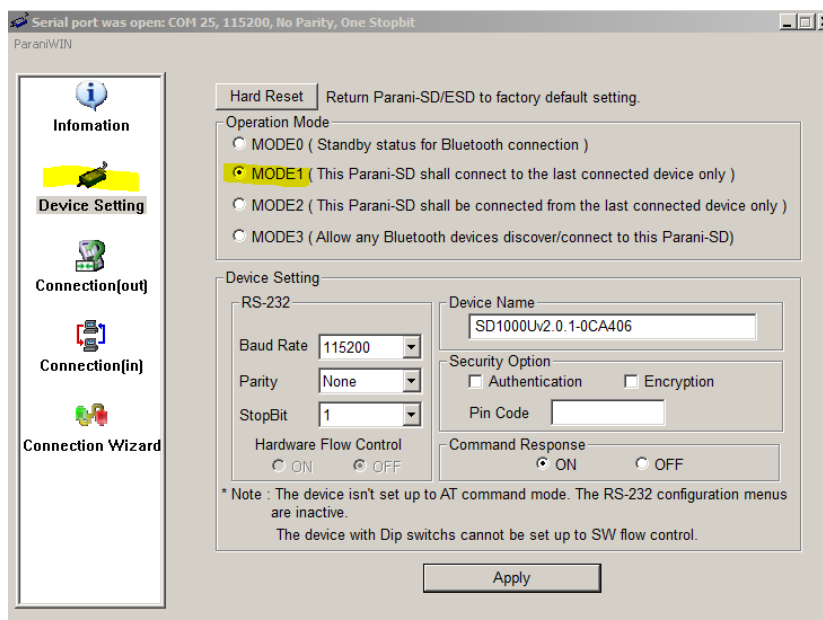 Serial port was open: COM 25, 115200, No Parity, One Stopbit
ParaniWIN
Infomation
Device Setting
Connection(out)
Connection(in)
Connection Wizard
Hard Reset Return Parani-SD/ESD to factory default setting.
Operation Mode
MODE0 ( Standby status for Bluetooth connection )
MODE1 ( This Parani-SD shall connect to the last connected device only )
MODE2 ( This Parani-SD shall be connected from the last connected device only )
MODE3 ( Allow any Bluetooth devices discover/connect to this Parani-SD)
Device Setting
RS-232
Baud Rate 115200
Parity None
StopBit 1
Hardware Flow Control
ON OFF
Device Name
SD1000Uv2.0.1-0CA406
Security Option
Authentication Encryption
Pin Code
Command Response
ON OFF
* Note : The device isn't set up to AT command mode. The RS-232 configuration menus
are inactive.
The device with Dip switchs cannot be set up to SW flow control.
Apply